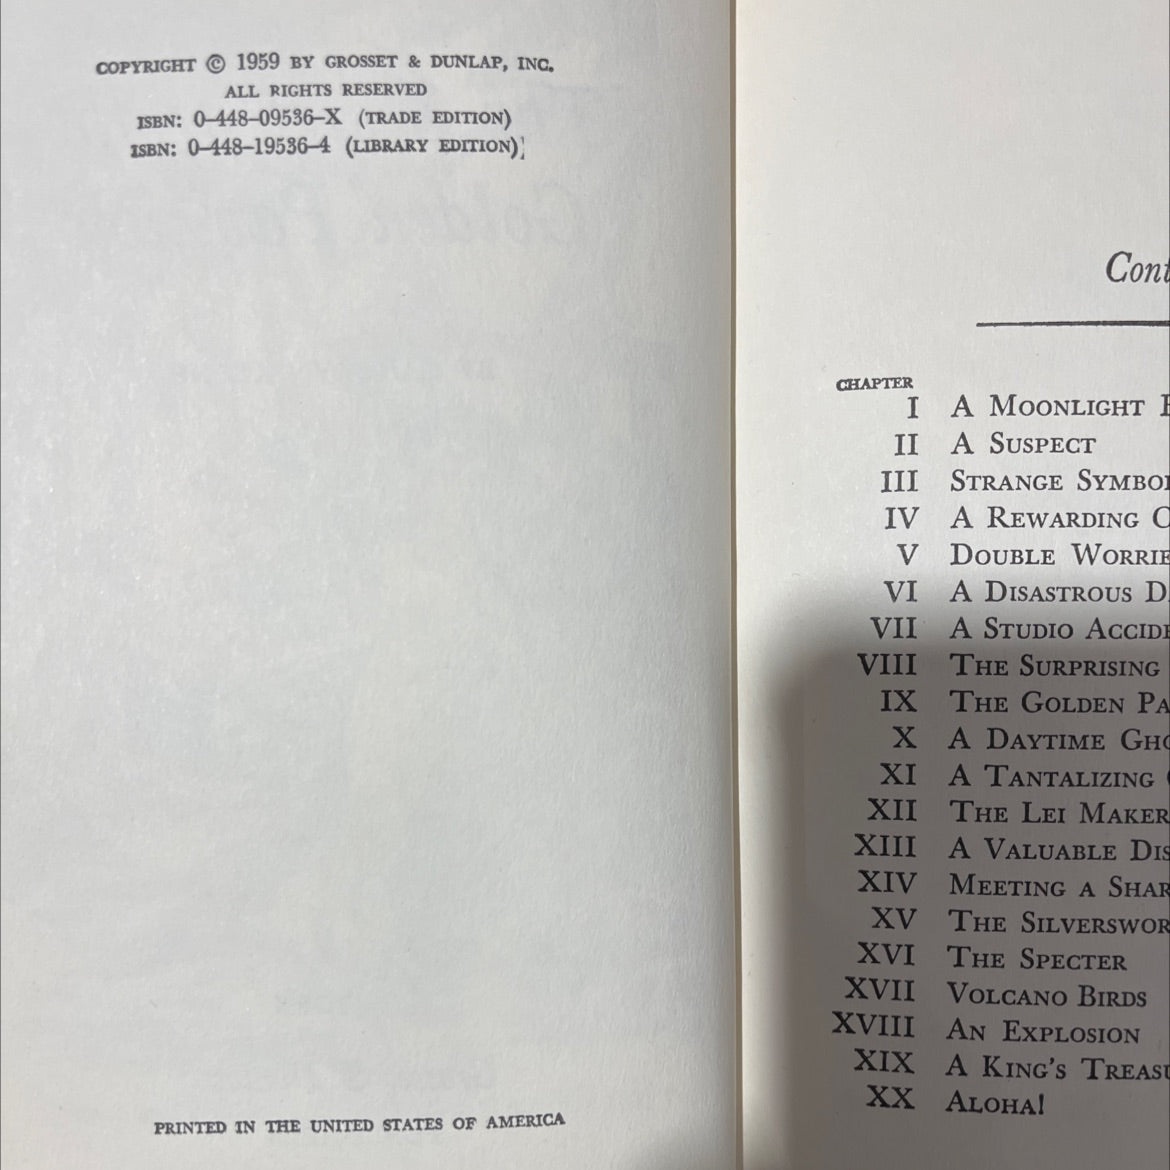 COPYRIGHT © 1959 BY GROSSET & DUNLAP, INC.
ALL RIGHTS RESERVED
ISBN: 0-448-09536-X (TRADE EDITION)
ISBN: 0-448-19536-4 (LIBRARY EDITION)
PRINTED IN THE UNITED STATES OF AMERICA
CHAPTER
I A MOONLIGHT
II A SUSPECT
III STRANGE
IV A REWARDING
V DOUBLE
VI A DISASTROUS
VII A STUDIO
VIII THE SURPRISING
IX THE GOLDEN
X A DAYTIME
XI A TANTALIZING
XII THE LEI MAKER
XIII A VALUABLE
XIV MEETING A
XV THE
XVI THE SPECTER
XVII VOLCANO BIRDS
XVIII AN EXPLOSION
XIX A KING'S
XX ALOHA!